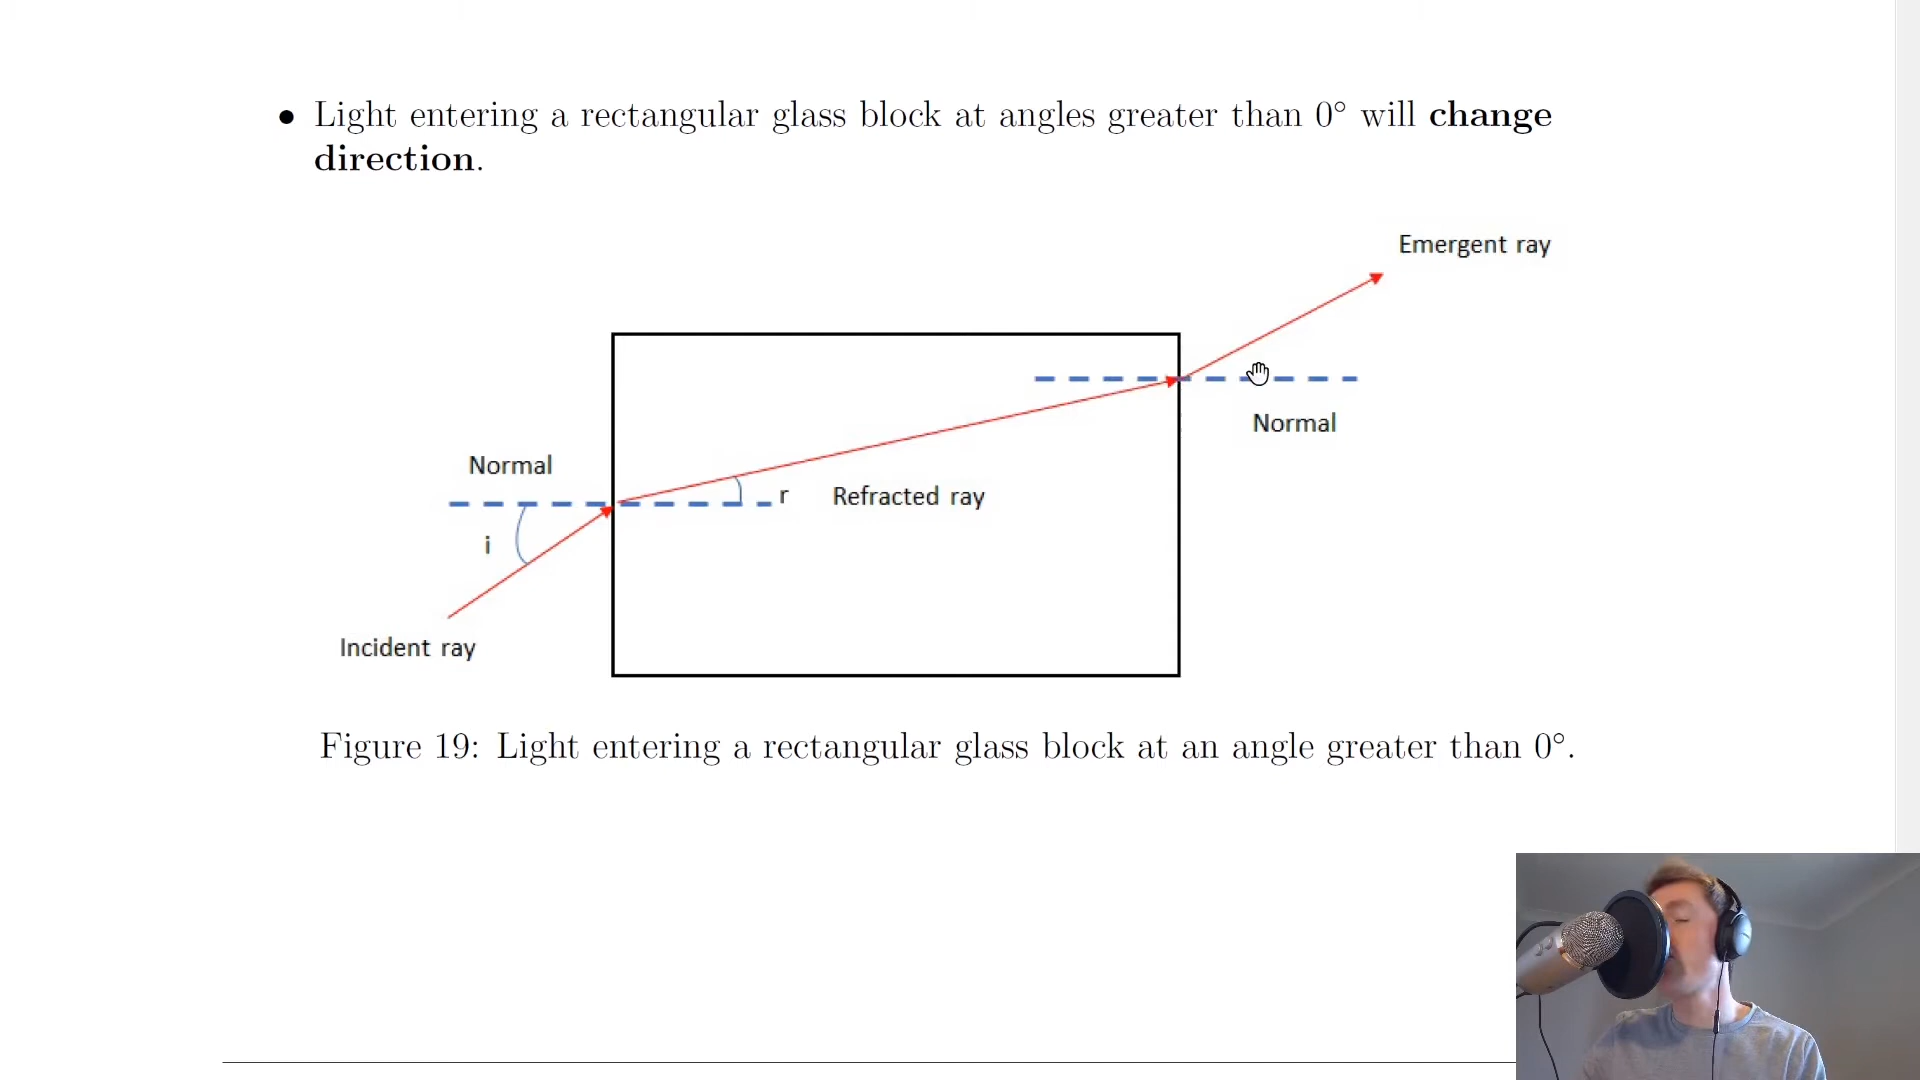 • Light entering a rectangular glass block at angles greater than 0° will change
direction.
Emergent ray
Normal
Normal
r
Refracted ray
i
Incident ray
Figure 19: Light entering a rectangular glass block at an angle greater than 0°.